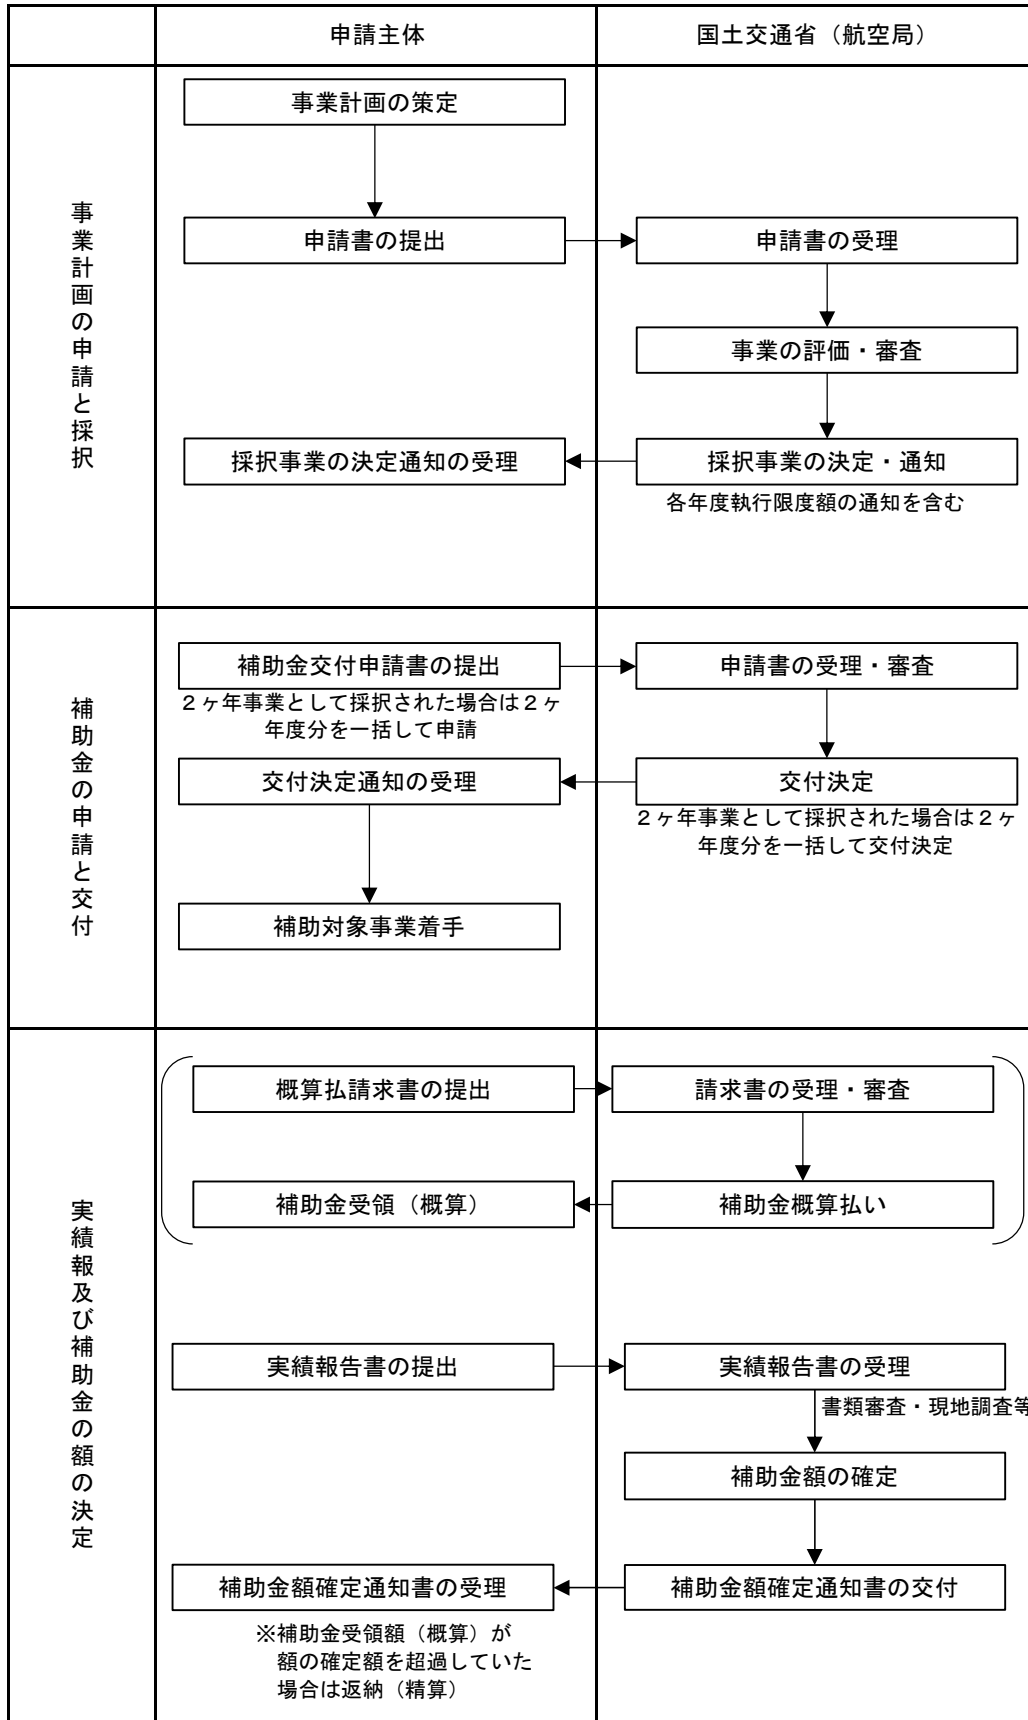 申請主体
国土交通省（航空局）
事業計画の申請と採択
事業計画の策定
申請書の提出
申請書の受理
事業の評価・審査
採択事業の決定通知の受理
採択事業の決定・通知
各年度執行限度額の通知を含む
補助金の申請と交付
補助金交付申請書の提出
申請書の受理・審査
２ヶ年事業として採択された場合は２ヶ
年度分を一括して申請
交付決定通知の受理
交付決定
２ヶ年事業として採択された場合は２ヶ
年度分を一括して交付決定
補助対象事業着手
実績報及び補助金の額の決定
概算払請求書の提出
請求書の受理・審査
補助金受領（概算）
補助金概算払い
実績報告書の提出
実績報告書の受理
書類審査・現地調査等
補助金額の確定
補助金額確定通知書の受理
補助金額確定通知書の交付
※補助金受領額（概算）が
額の確定額を超過していた
場合は返納（精算）